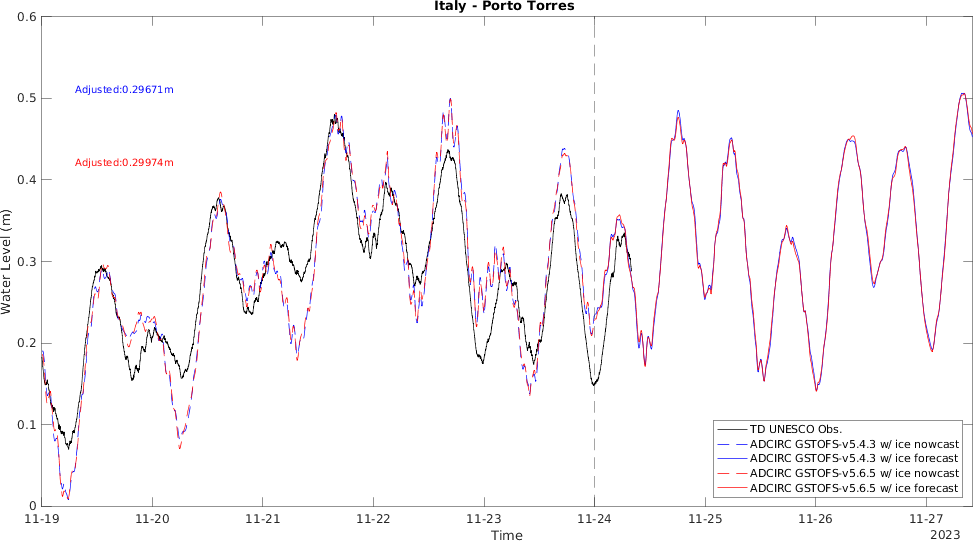 Italy - Porto Torres
0.6
0.5
0.4
0.3
0.2
0.1
0
Water Level (m)
Adjusted:0.29671m
Adjusted:0.29974m
TD UNESCO Obs.
ADCIRC GSTOFS-v5.4.3 w/ ice nowcast
ADCIRC GSTOFS-v5.4.3 w/ ice forecast
ADCIRC GSTOFS-v5.6.5 w/ ice nowcast
ADCIRC GSTOFS-v5.6.5 w/ ice forecast
11-19 11-20 11-21 11-22 11-23 11-24 11-25 11-26 11-27
Time
2023